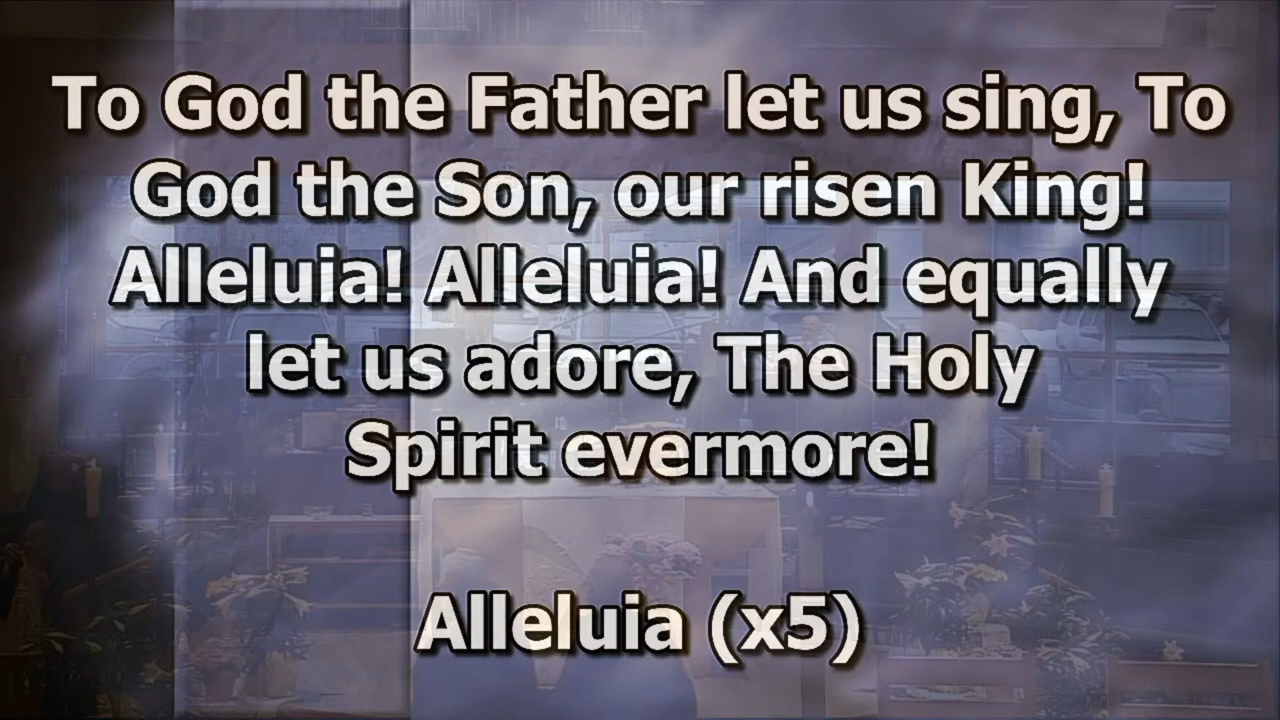 To God the Father let us sing, To
God the Son, our risen King!
Alleluia! Alleluia! And equally
let us adore, The Holy
Spirit evermore!
Alleluia (x5)